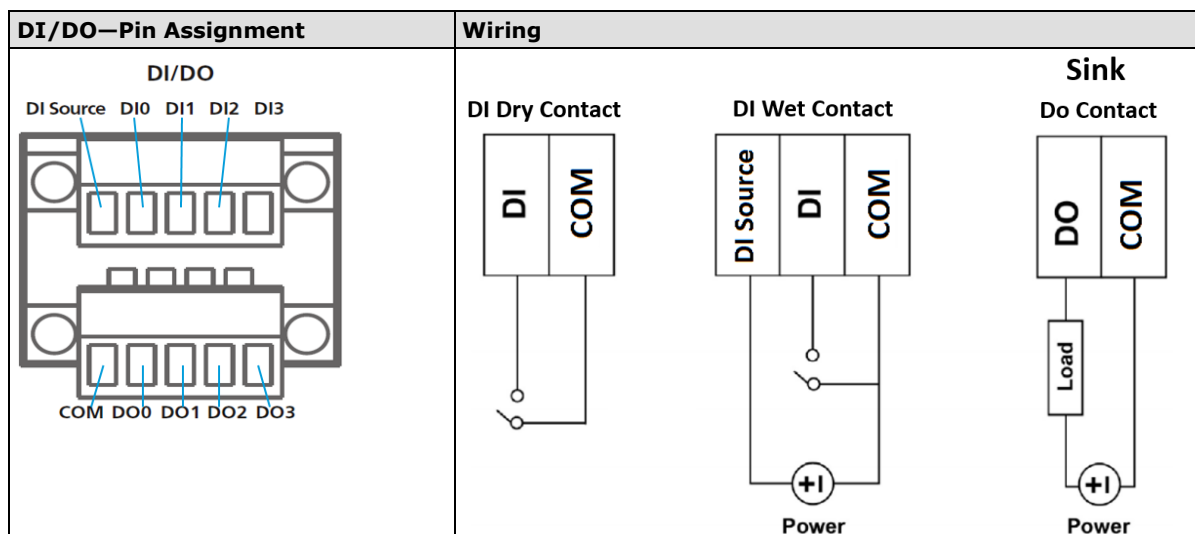 DI/DO—Pin Assignment
Wiring
DI/DO
DI Source DI0 DI1 DI2 DI3
COM DO0 DO1 DO2 DO3
DI Dry Contact
DI
COM
DI Wet Contact
DI Source
DI
COM
Power
Sink
Do Contact
DO
COM
Load
Power